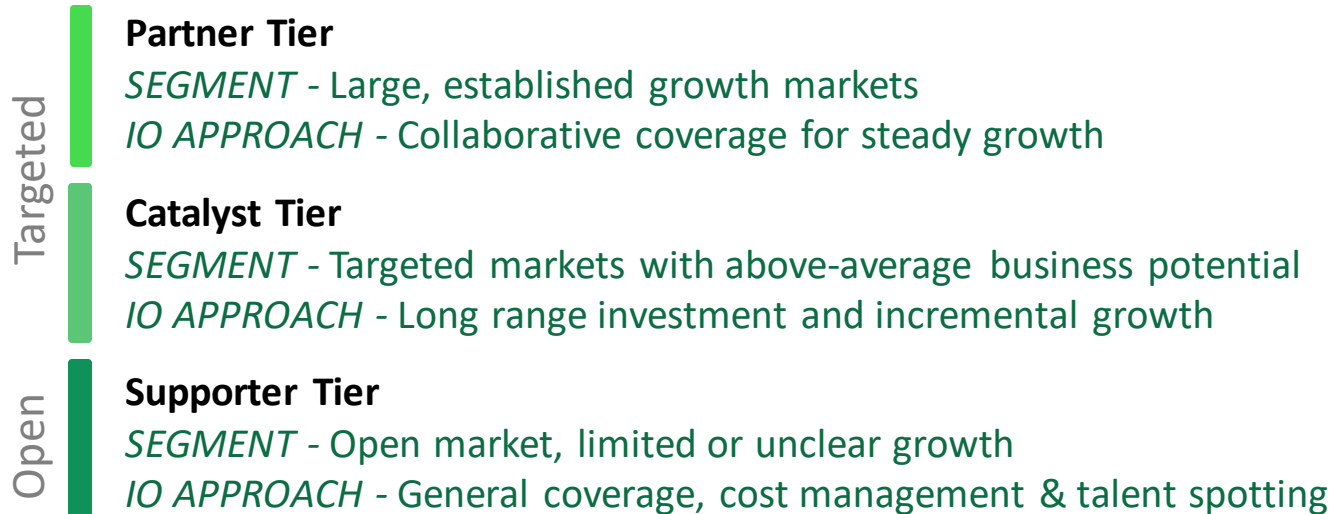 Targeted
Partner Tier
SEGMENT - Large, established growth markets
IO APPROACH - Collaborative coverage for steady growth
Catalyst Tier
SEGMENT - Targeted markets with above-average business potential
IO APPROACH - Long range investment and incremental growth
Open
Supporter Tier
SEGMENT - Open market, limited or unclear growth
IO APPROACH - General coverage, cost management & talent spotting